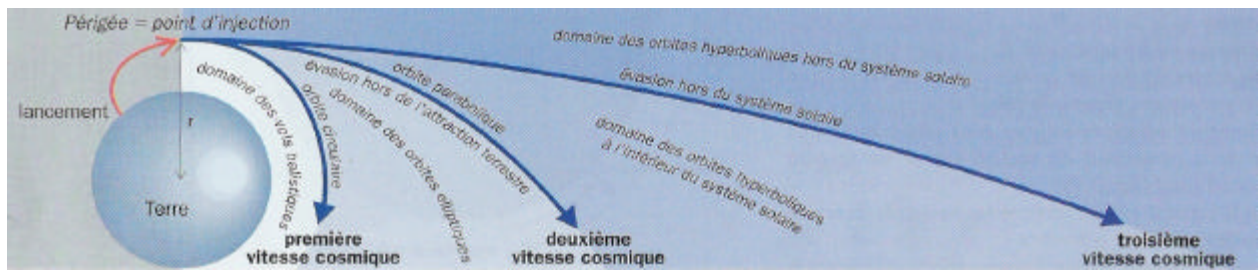 Périgée = point d'injection
lancement
r
Terre
domaine des vols balistiques
orbite circulaire
première
vitesse cosmique
domaine des orbites elliptiques
évasion hors de l'attraction terrestre
orbite parabolique
deuxième
vitesse cosmique
domaine des orbites hyperboliques
à l'intérieur du système solaire
évasion hors du système solaire
domaine des orbites hyperboliques hors du système solaire
troisième
vitesse cosmique